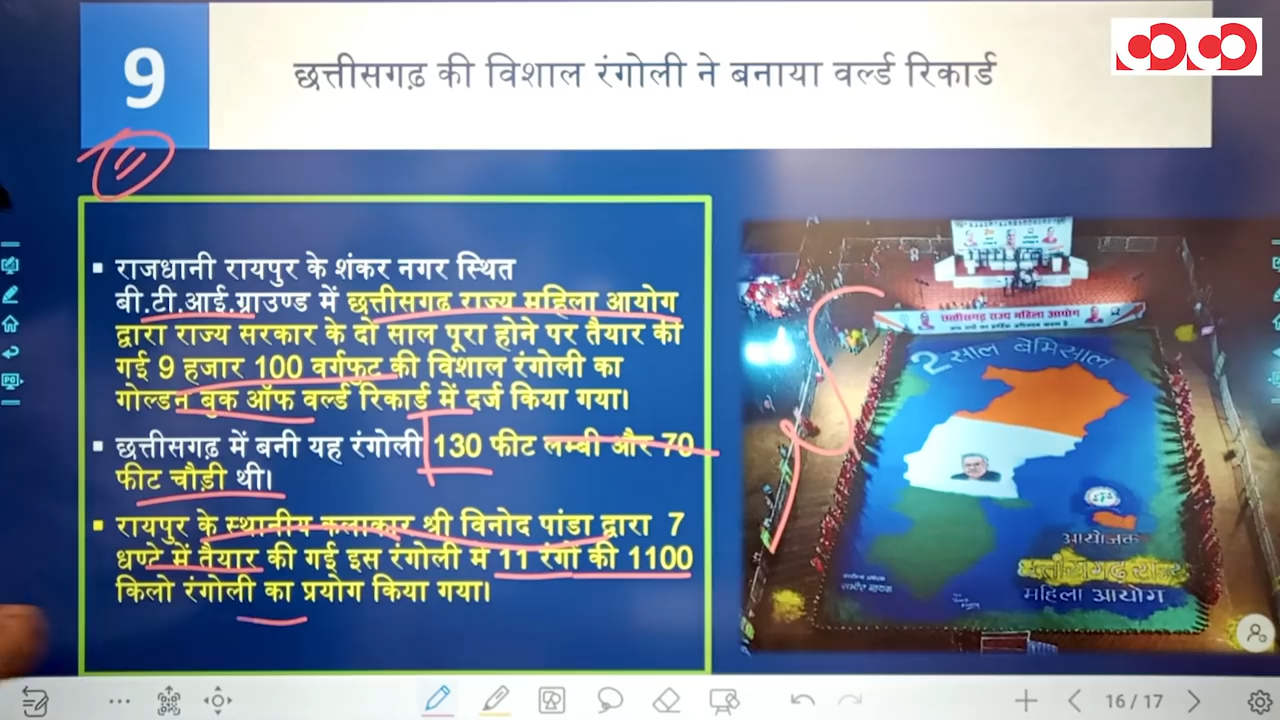 9
छत्तीसगढ़ की विशाल रंगोली ने बनाया वर्ल्ड रिकार्ड
राजधानी रायपुर के शंकर नगर स्थित
बी.टी.आई.ग्राउण्ड में छत्तीसगढ़ राज्य महिला आयोग
द्वारा राज्य सरकार के दो साल पूरा होने पर तैयार की
गई 9 हजार 100 वर्गफुट की विशाल रंगोली का
गोल्डन बुक ऑफ वर्ल्ड रिकार्ड में दर्ज किया गया।
छत्तीसगढ़ में बनी यह रंगोली 130 फीट लम्बी और 70
फीट चौड़ी थी।
रायपुर के स्थानीय कलाकार श्री विनोद पांडा द्वारा 7
धण्टे में तैयार की गई इस रंगोली में 11 रंगों की 1100
किलो रंगोली का प्रयोग किया गया।
छत्तीसगढ़ राज्य महिला आयोग
2 साल बेमिसाल
आयोजक
छत्तीसगढ़ राज्य
महिला आयोग
16 / 17